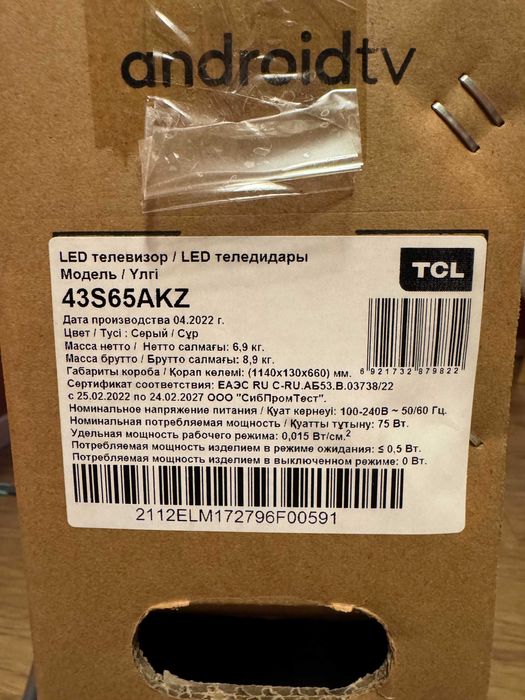 androidtv
LED телевизор / LED теледидары
Модель / Үлгі
TCL
43S65AKZ
Дата производства 04.2022 г.
Цвет / Түсі : Серый / Сұр
Масса нетто / Нетто салмағы: 6,9 кг.
Масса брутто / Брутто салмағы: 8,9 кг.
Габариты короба / Қорап көлемі: (1140x130x660) мм.
6 921732 879822
Сертификат соответствия: ЕАЭС RU С-RU.АБ53.В.03738/22
с 25.02.2022 по 24.02.2027 ООО "СибПромТест".
Номинальное напряжение питания / Қуат көрнеуі: 100-240В ~ 50/60 Гц.
Номинальная потребляемая мощность / Қуатты тұтыну: 75 Вт.
Удельная мощность рабочего режима: 0,015 Вт/см.2
Потребляемая мощность изделием в режиме ожидания: ≤ 0,5 Вт.
Потребляемая мощность изделием в выключенном режиме: 0 Вт.
2112ELM172796F00591